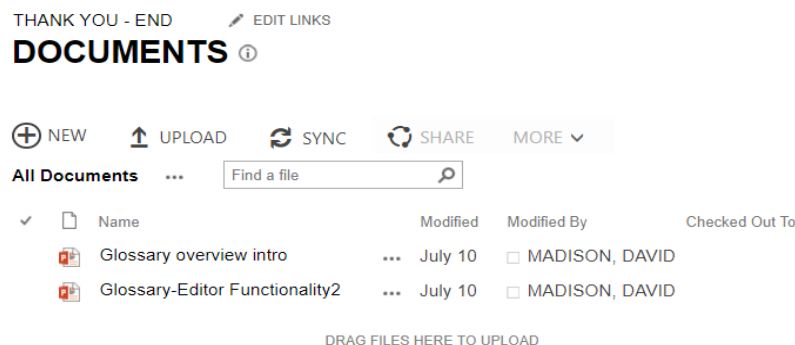 THANK YOU - END EDIT LINKS
DOCUMENTS
NEW UPLOAD SYNC SHARE MORE
All Documents ... Find a file
Name Modified Modified By Checked Out To
Glossary overview intro ... July 10 MADISON, DAVID
Glossary-Editor Functionality2 ... July 10 MADISON, DAVID
DRAG FILES HERE TO UPLOAD